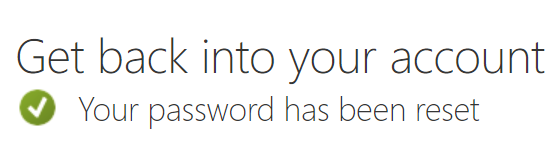 Get back into your account
Your password has been reset